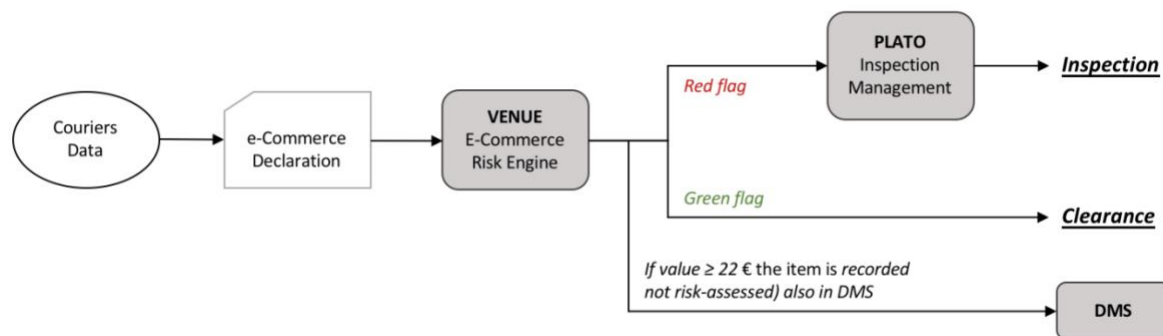 Couriers
Data
e-Commerce
Declaration
VENUE
E-Commerce
Risk Engine
Red flag
PLATO
Inspection
Management
Inspection
Green flag
Clearance
If value ≥ 22 € the item is recorded
not risk-assessed) also in DMS
DMS